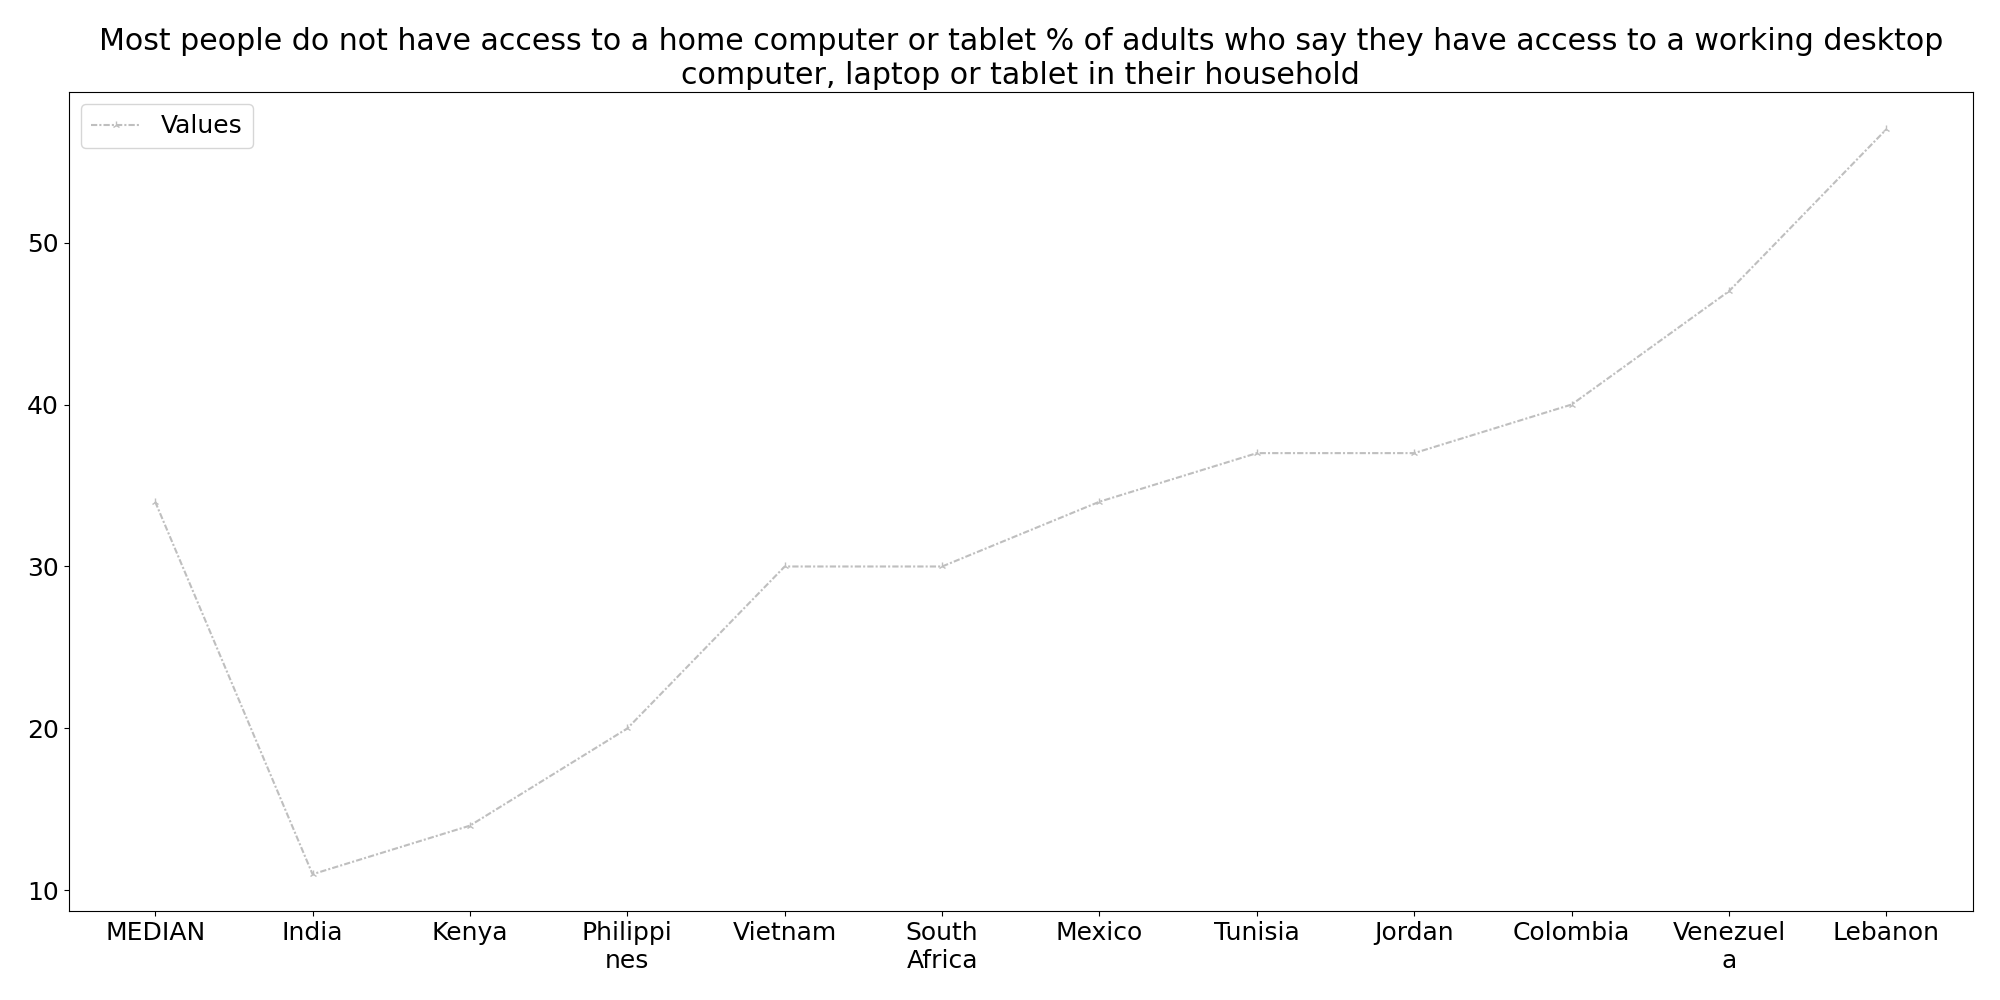 Most people do not have access to a home computer or tablet % of adults who say they have access to a working desktop
computer, laptop or tablet in their household
Values
50
40
30
20
10
MEDIAN
India
Kenya
Philippi
nes
Vietnam
South
Africa
Mexico
Tunisia
Jordan
Colombia
Venezuel
a
Lebanon